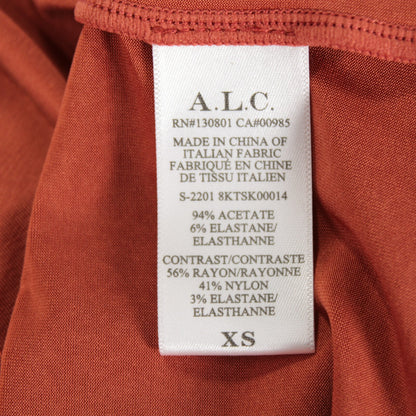 A.L.C.
RN#130801 CA#00985
MADE IN CHINA OF
ITALIAN FABRIC
FABRIQUÉ EN CHINE
DE TISSU ITALIEN
S-2201 8KTSK00014
94% ACETATE
6% ELASTANE/
ELASTHANNE
CONTRAST/CONTRASTE
56% RAYON/RAYONNE
41% NYLON
3% ELASTANE/
ELASTHANNE
XS